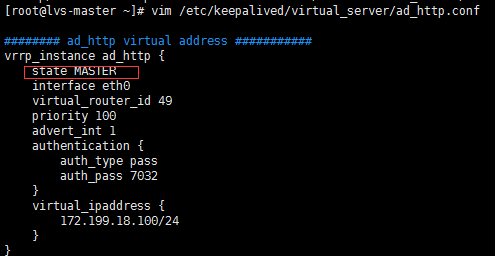 [root@lvs-master ~]# vim /etc/keepalived/virtual_server/ad_http.conf
######## ad_http virtual address ###########
vrrp_instance ad_http {
state MASTER
interface eth0
virtual_router_id 49
priority 100
advert_int 1
authentication {
auth_type pass
auth_pass 7032
}
virtual_ipaddress {
172.199.18.100/24
}
}